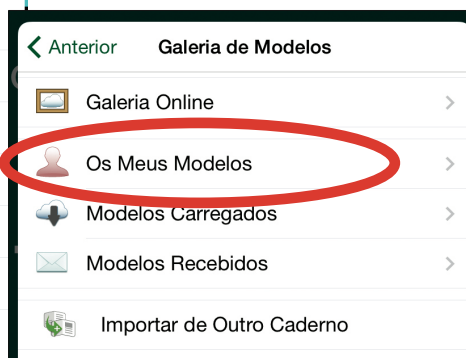 Anterior Galeria de Modelos
Galeria Online
Os Meus Modelos
Modelos Carregados
Modelos Recebidos
Importar de Outro Caderno